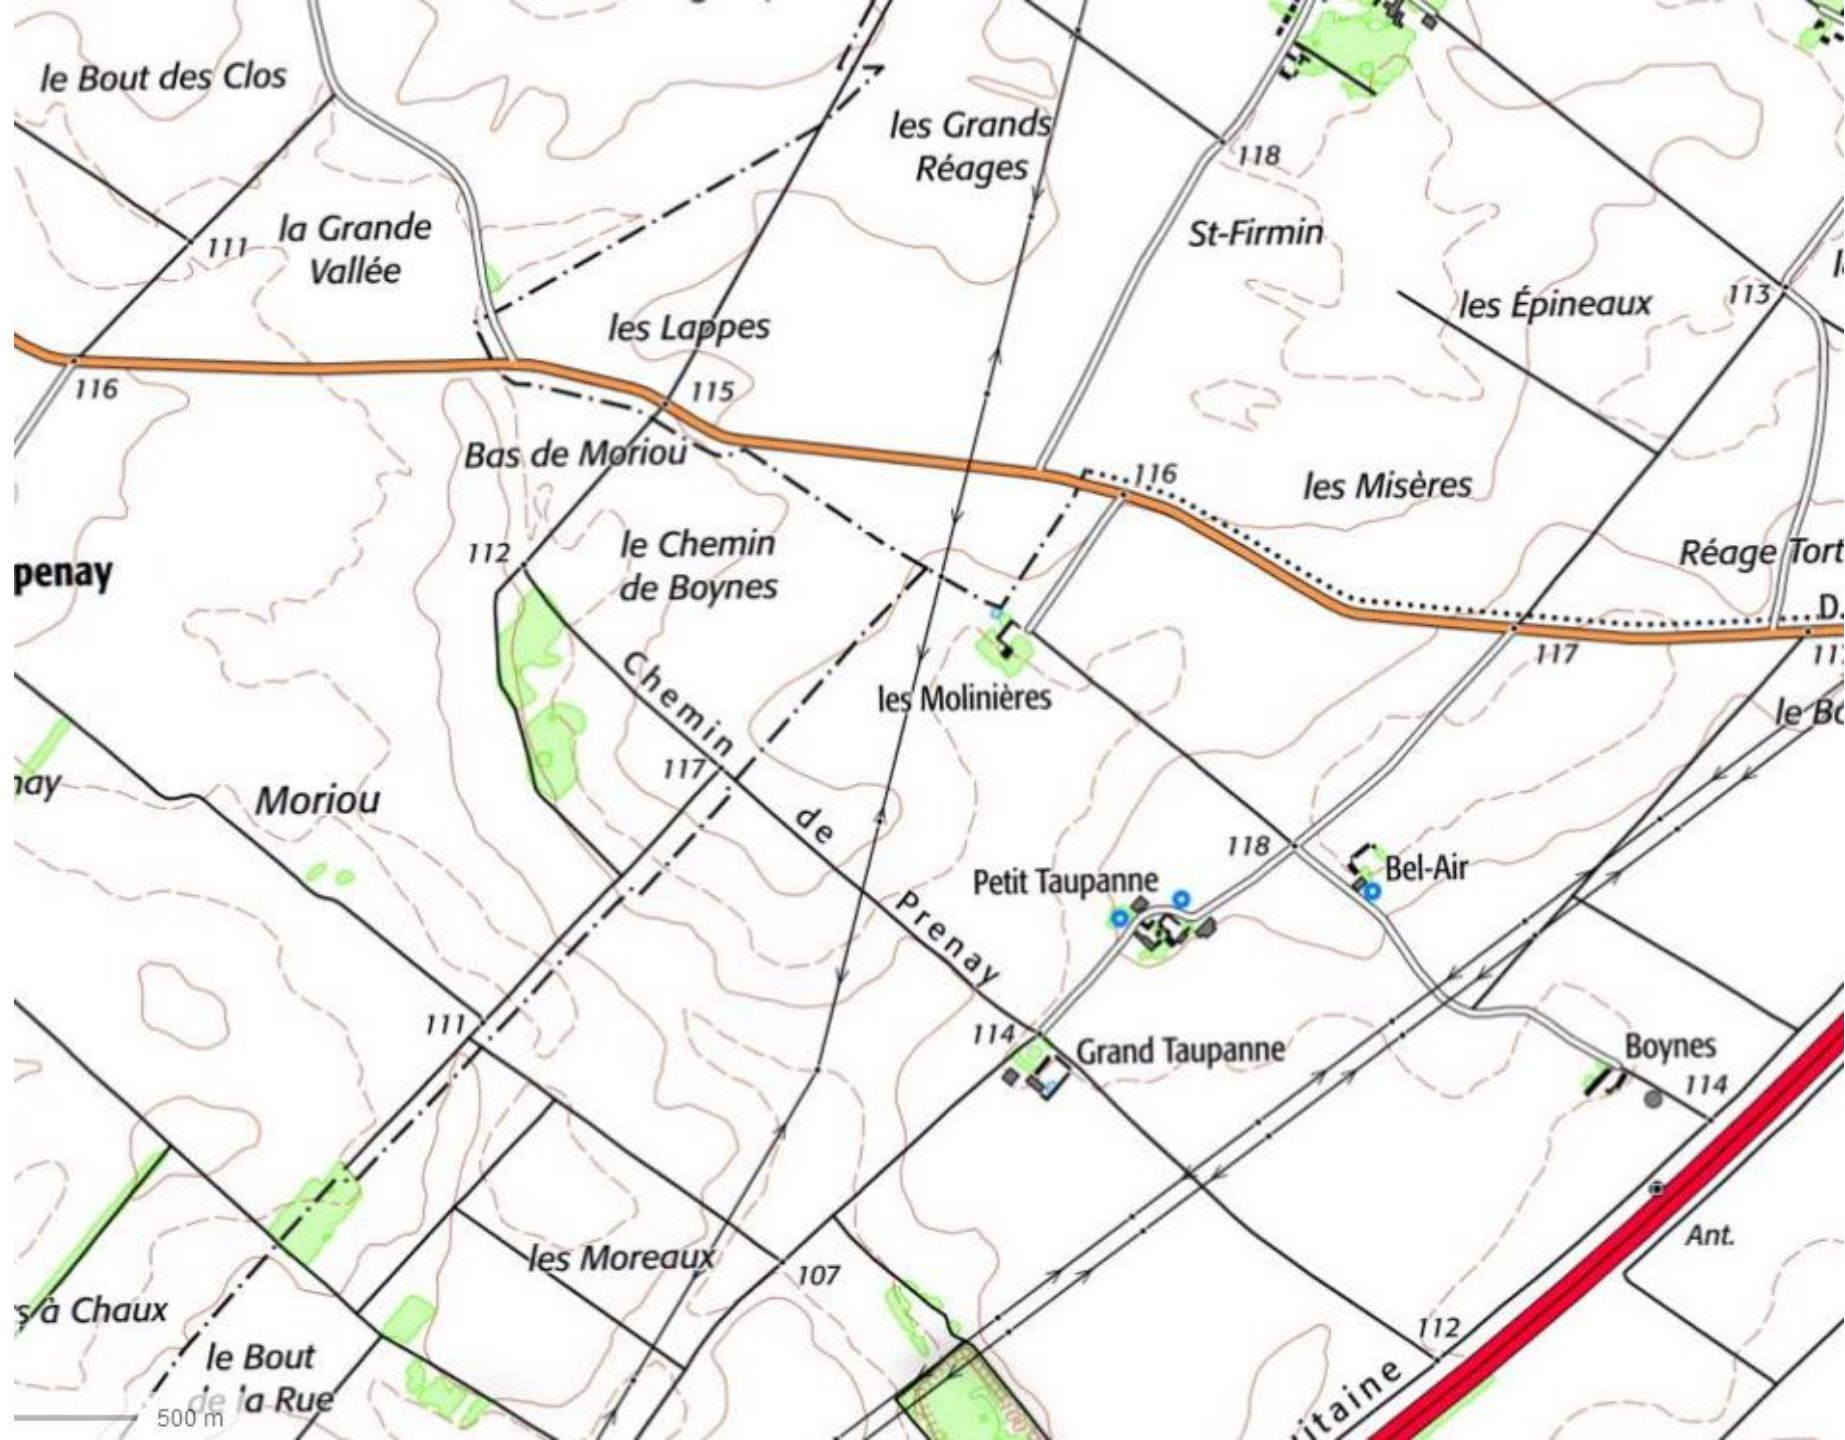 le Bout des Clos
les Grands
Réages
118
111
la Grande
Vallée
St-Firmin
113
les Épineaux
les Lappes
116
115
Bas de Moriou
116
les Misères
112
le Chemin
de Boynes
penay
Réage Tort
D.
117
les Molinières
Chemin de Prenay
117
nay
Moriou
118
Bel-Air
Petit Taupanne
111
114
Grand Taupanne
Boynes
114
Ant.
les Moreaux
107
s à Chaux
112
le Bout
de la Rue
itaine
500 m